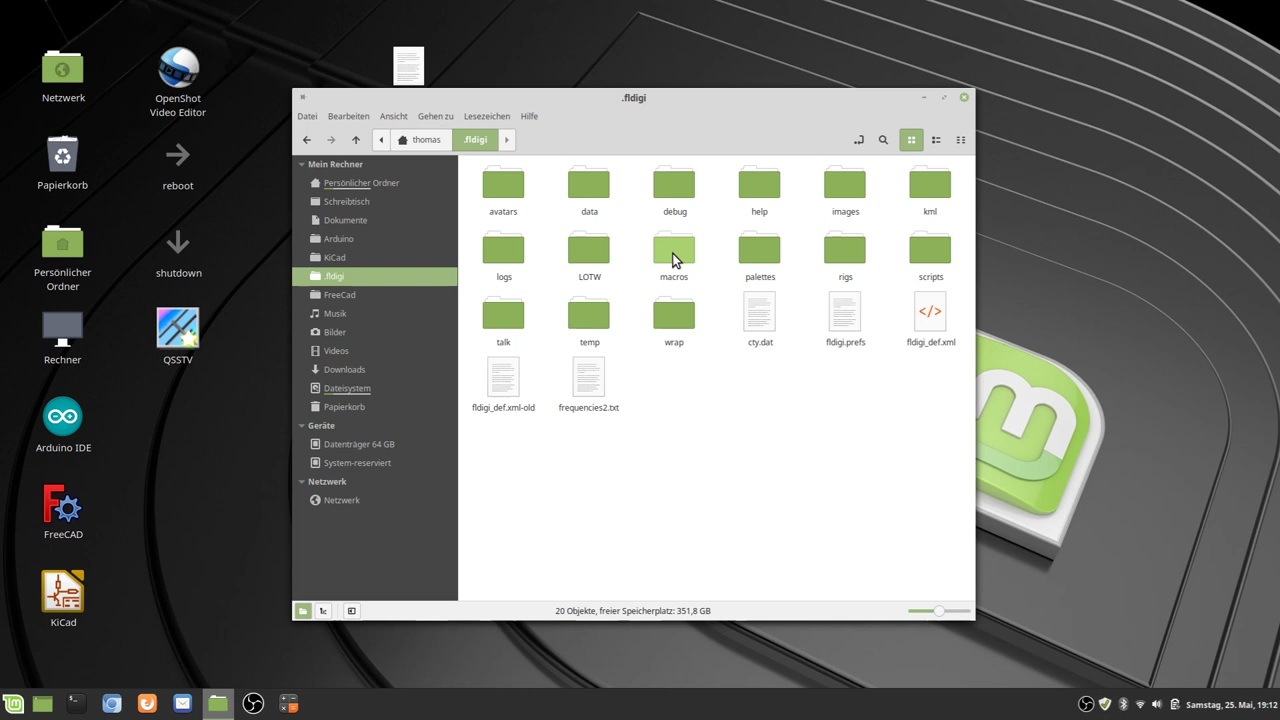 Netzwerk
OpenShot
Video Editor
Papierkorb
reboot
Persönlicher
Ordner
shutdown
Rechner
QSSTV
Arduino IDE
FreeCAD
KiCad
.fldigi
Datei
Bearbeiten
Ansicht
Gehen zu
Lesezeichen
Hilfe
thomas
.fldigi
Mein Rechner
Persönlicher Ordner
Schreibtisch
Dokumente
Arduino
KiCad
.fldigi
FreeCad
Musik
Bilder
Videos
Downloads
Dateisystem
Papierkorb
Geräte
Datenträger 64 GB
System-reserviert
Netzwerk
Netzwerk
avatars
data
debug
help
images
kml
logs
LOTW
macros
palettes
rigs
scripts
talk
temp
wrap
cty.dat
fldigi.prefs
fldigi_def.xml
fldigi_def.xml-old
frequencies2.txt
20 Objekte, freier Speicherplatz: 351,8 GB
Samstag, 25. Mai, 19:12